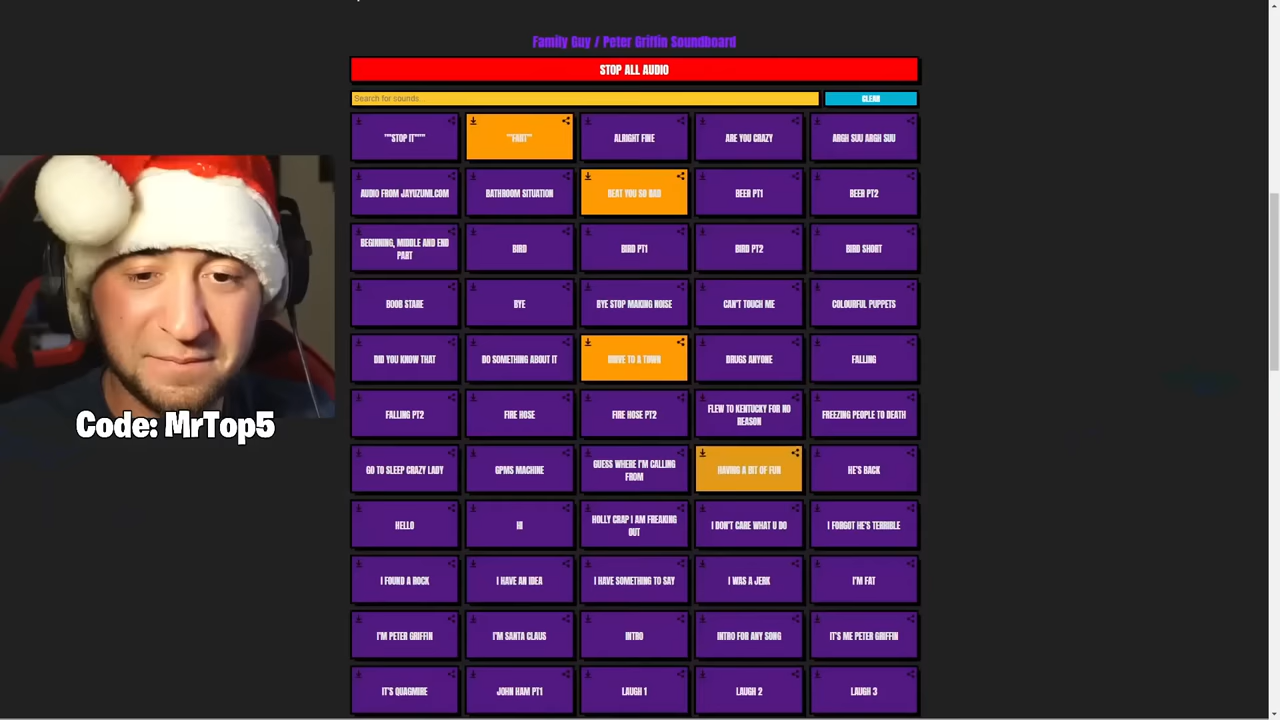 Family Guy / Peter Griffin Soundboard
STOP ALL AUDIO
Search for sounds...
CLEAR
""STOP IT"""
""FART"
ALRIGHT FINE
ARE YOU CRAZY
ARGH SUU ARGH SUU
AUDIO FROM JAYUZUMI.COM
BATHROOM SITUATION
BEAT YOU SO BAD
BEER PT1
BEER PT2
BEGINNING, MIDDLE AND END
PART
BIRD
BIRD PT1
BIRD PT2
BIRD SHORT
BOOB STARE
BYE
BYE STOP MAKING NOISE
CAN'T TOUCH ME
COLOURFUL PUPPETS
DID YOU KNOW THAT
DO SOMETHING ABOUT IT
DRIVE TO A TOWN
DRUGS ANYONE
FALLING
FALLING PT2
FIRE HOSE
FIRE HOSE PT2
FLEW TO KENTUCKY FOR NO
REASON
FREEZING PEOPLE TO DEATH
GO TO SLEEP CRAZY LADY
GPMS MACHINE
GUESS WHERE I'M CALLING
FROM
HAVING A BIT OF FUN
HE'S BACK
HELLO
HI
HOLLY CRAP I AM FREAKING
OUT
I DON'T CARE WHAT U DO
I FORGOT HE'S TERRIBLE
I FOUND A ROCK
I HAVE AN IDEA
I HAVE SOMETHING TO SAY
I WAS A JERK
I'M FAT
I'M PETER GRIFFIN
I'M SANTA CLAUS
INTRO
INTRO FOR ANY SONG
IT'S ME PETER GRIFFIN
IT'S QUAGMIRE
JOHN HAM PT1
LAUGH 1
LAUGH 2
LAUGH 3
Code: MrTop5